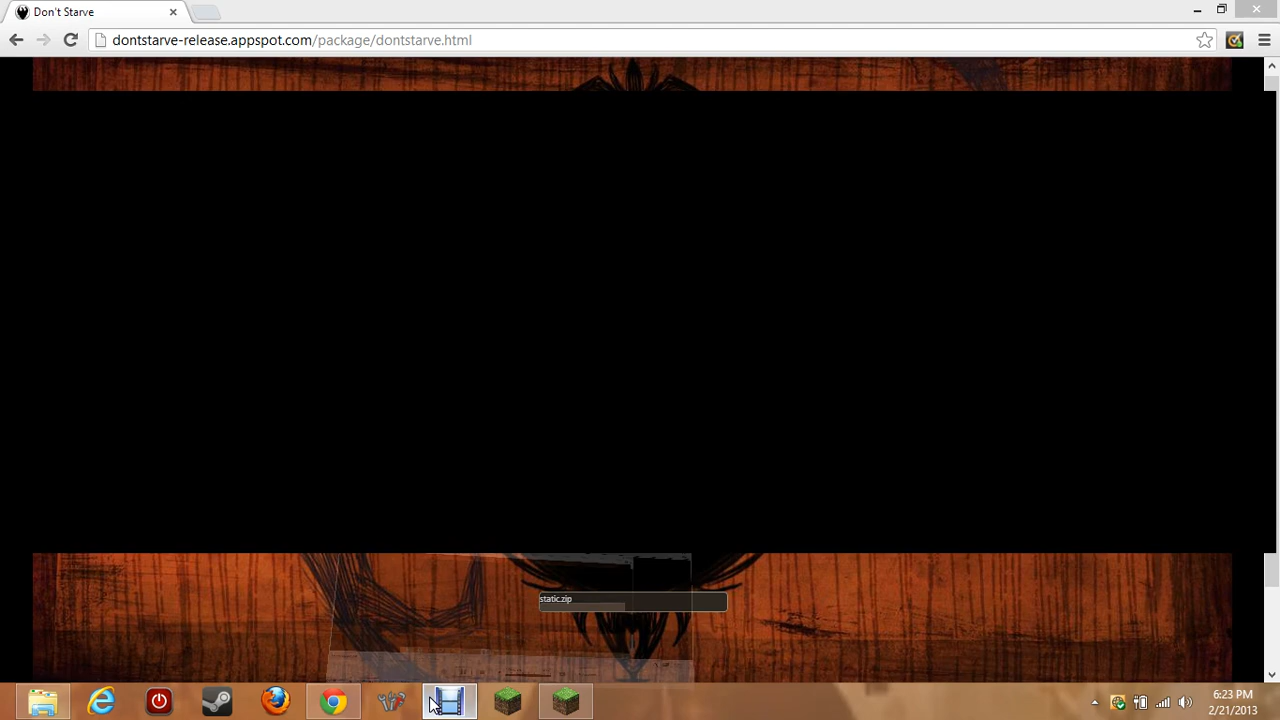 Don't Starve
dontstarve-release.appspot.com/package/dontstarve.html
static.zip
6:23 PM
2/21/2013